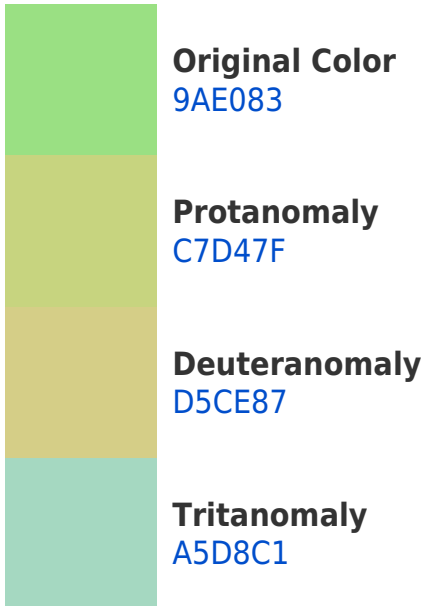 Original Color
9AE083
Protanomaly
C7D47F
Deuteranomaly
D5CE87
Tritanomaly
A5D8C1